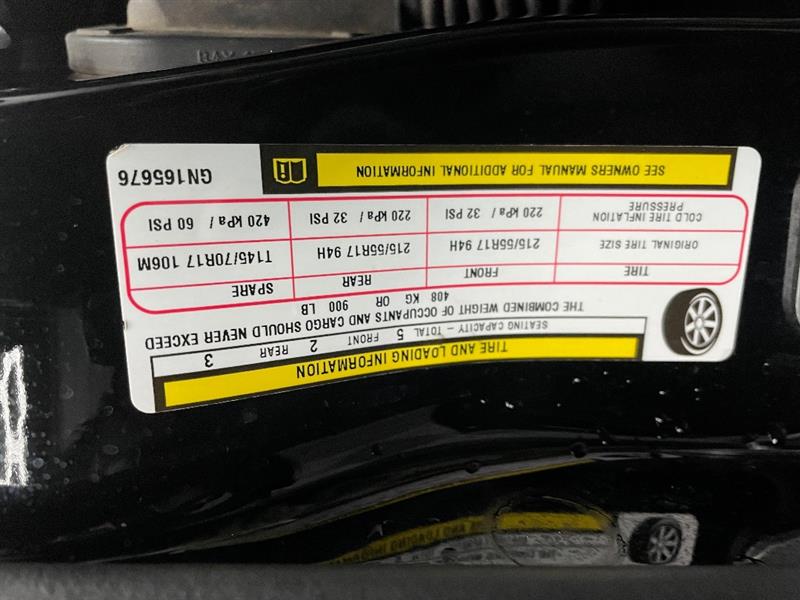 TIRE AND LOADING INFORMATION
SEATING CAPACITY - TOTAL 5 FRONT 2 REAR 3
THE COMBINED WEIGHT OF OCCUPANTS AND CARGO SHOULD NEVER EXCEED
408 KG OR 900 LB
TIRE FRONT REAR SPARE
ORIGINAL TIRE SIZE 215/55R17 94H 215/55R17 94H T145/70R17 106M
COLD TIRE INFLATION PRESSURE 220 kPa / 32 PSI 220 kPa / 32 PSI 420 kPa / 60 PSI
SEE OWNERS MANUAL FOR ADDITIONAL INFORMATION
GN165676